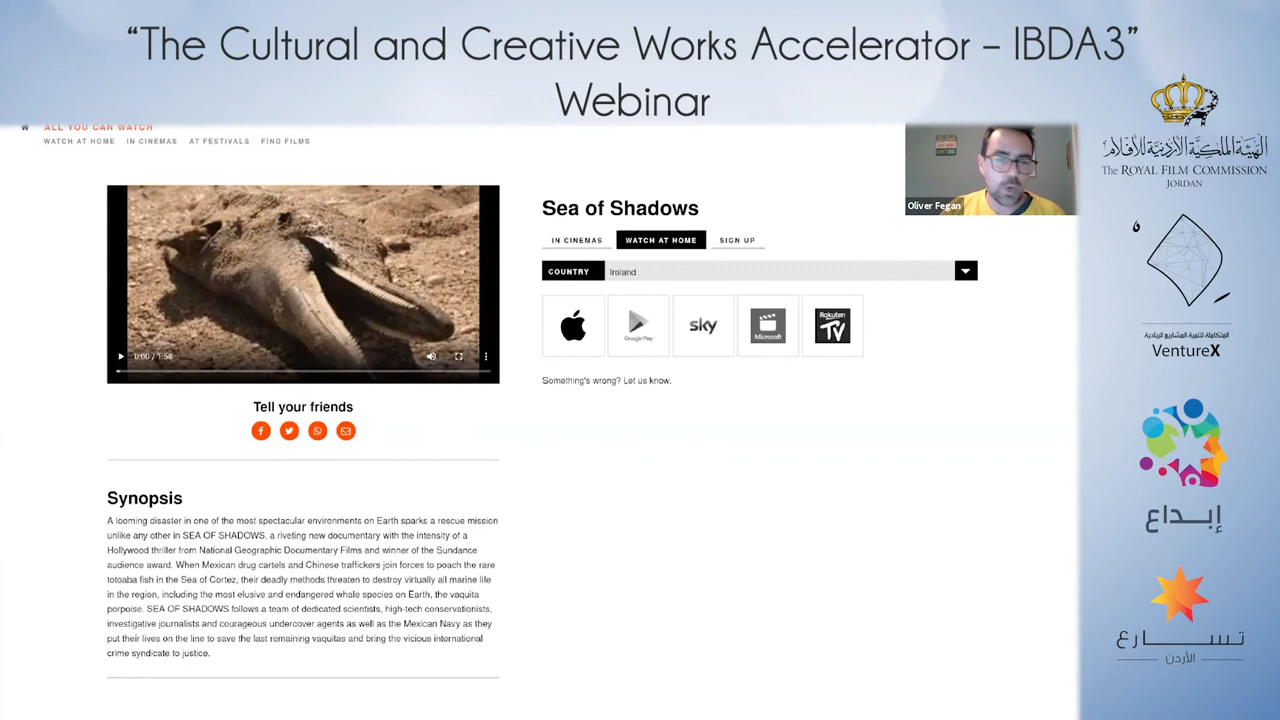 “The Cultural and Creative Works Accelerator – IBDA3”
Webinar
ALL YOU CAN WATCH
WATCH AT HOME IN CINEMAS AT FESTIVALS FIND FILMS
0:00 / 1:58
Tell your friends
Synopsis
A looming disaster in one of the most spectacular environments on Earth sparks a rescue mission
unlike any other in SEA OF SHADOWS, a riveting new documentary with the intensity of a
Hollywood thriller from National Geographic Documentary Films and winner of the Sundance
audience award. When Mexican drug cartels and Chinese traffickers join forces to poach the rare
totoaba fish in the Sea of Cortez, their deadly methods threaten to destroy virtually all marine life
in the region, including the most elusive and endangered whale species on Earth, the vaquita
porpoise. SEA OF SHADOWS follows a team of dedicated scientists, high-tech conservationists,
investigative journalists and courageous undercover agents as well as the Mexican Navy as they
put their lives on the line to save the last remaining vaquitas and bring the vicious international
crime syndicate to justice.
Sea of Shadows
IN CINEMAS WATCH AT HOME SIGN UP
COUNTRY Ireland
Google Play
sky
Microsoft
Rakuten
TV
Something's wrong? Let us know.
Oliver Fegan
الهيئة الملكية الأردنية للأفلام
The ROYAL FILM COMMISSION
JORDAN
المتكاملة لتنمية المشاريع الريادية
VentureX
إبداع
تسارع
الأردن